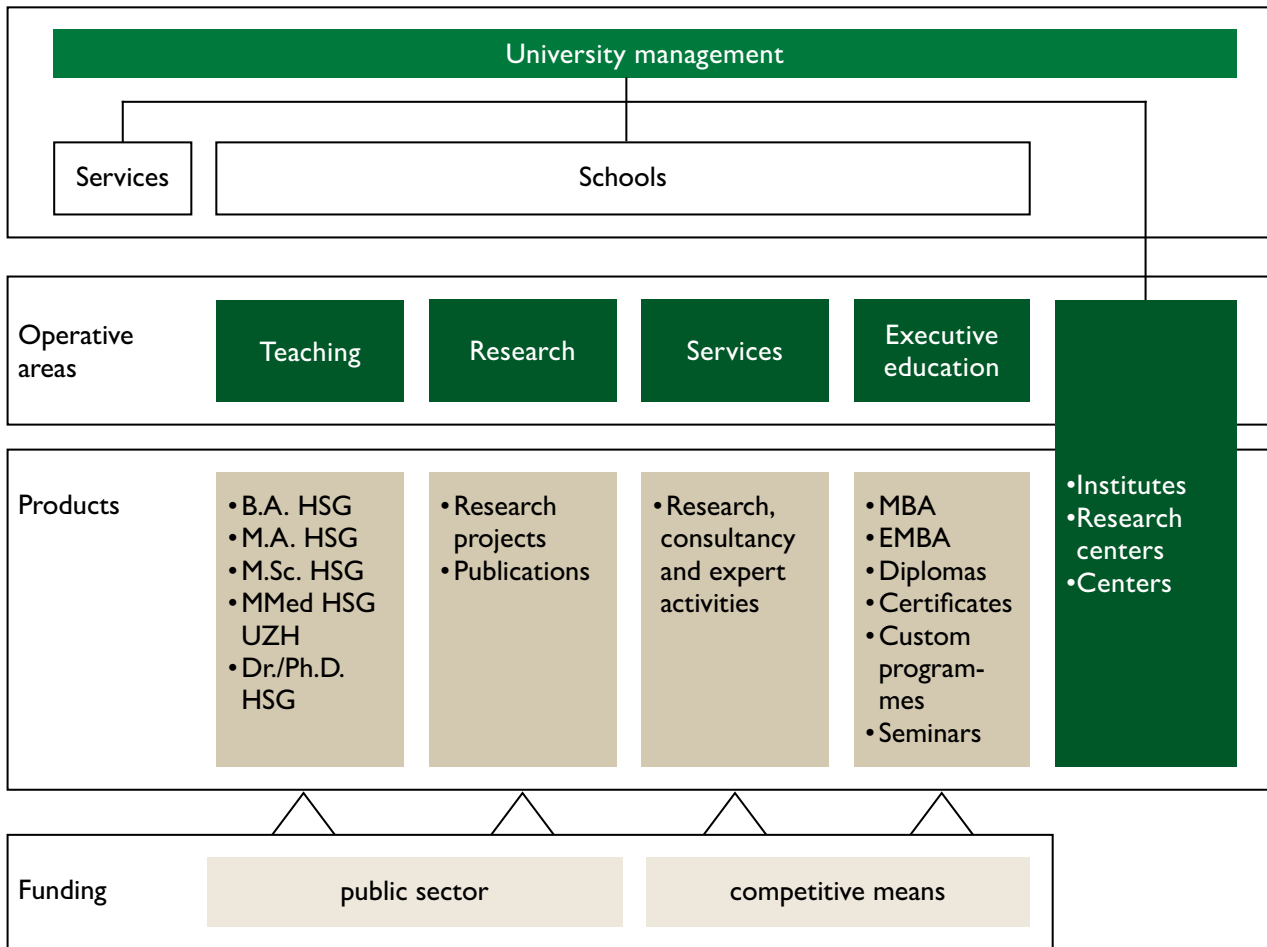 University management
Services
Schools
Operative
areas
Teaching
Research
Services
Executive
education
Products
• B.A. HSG
• M.A. HSG
• M.Sc. HSG
• MMed HSG
UZH
• Dr./Ph.D.
HSG
• Research
projects
• Publications
• Research,
consultancy
and expert
activities
• MBA
• EMBA
• Diplomas
• Certificates
• Custom
program-
mes
• Seminars
•Institutes
•Research
centers
•Centers
Funding
public sector
competitive means